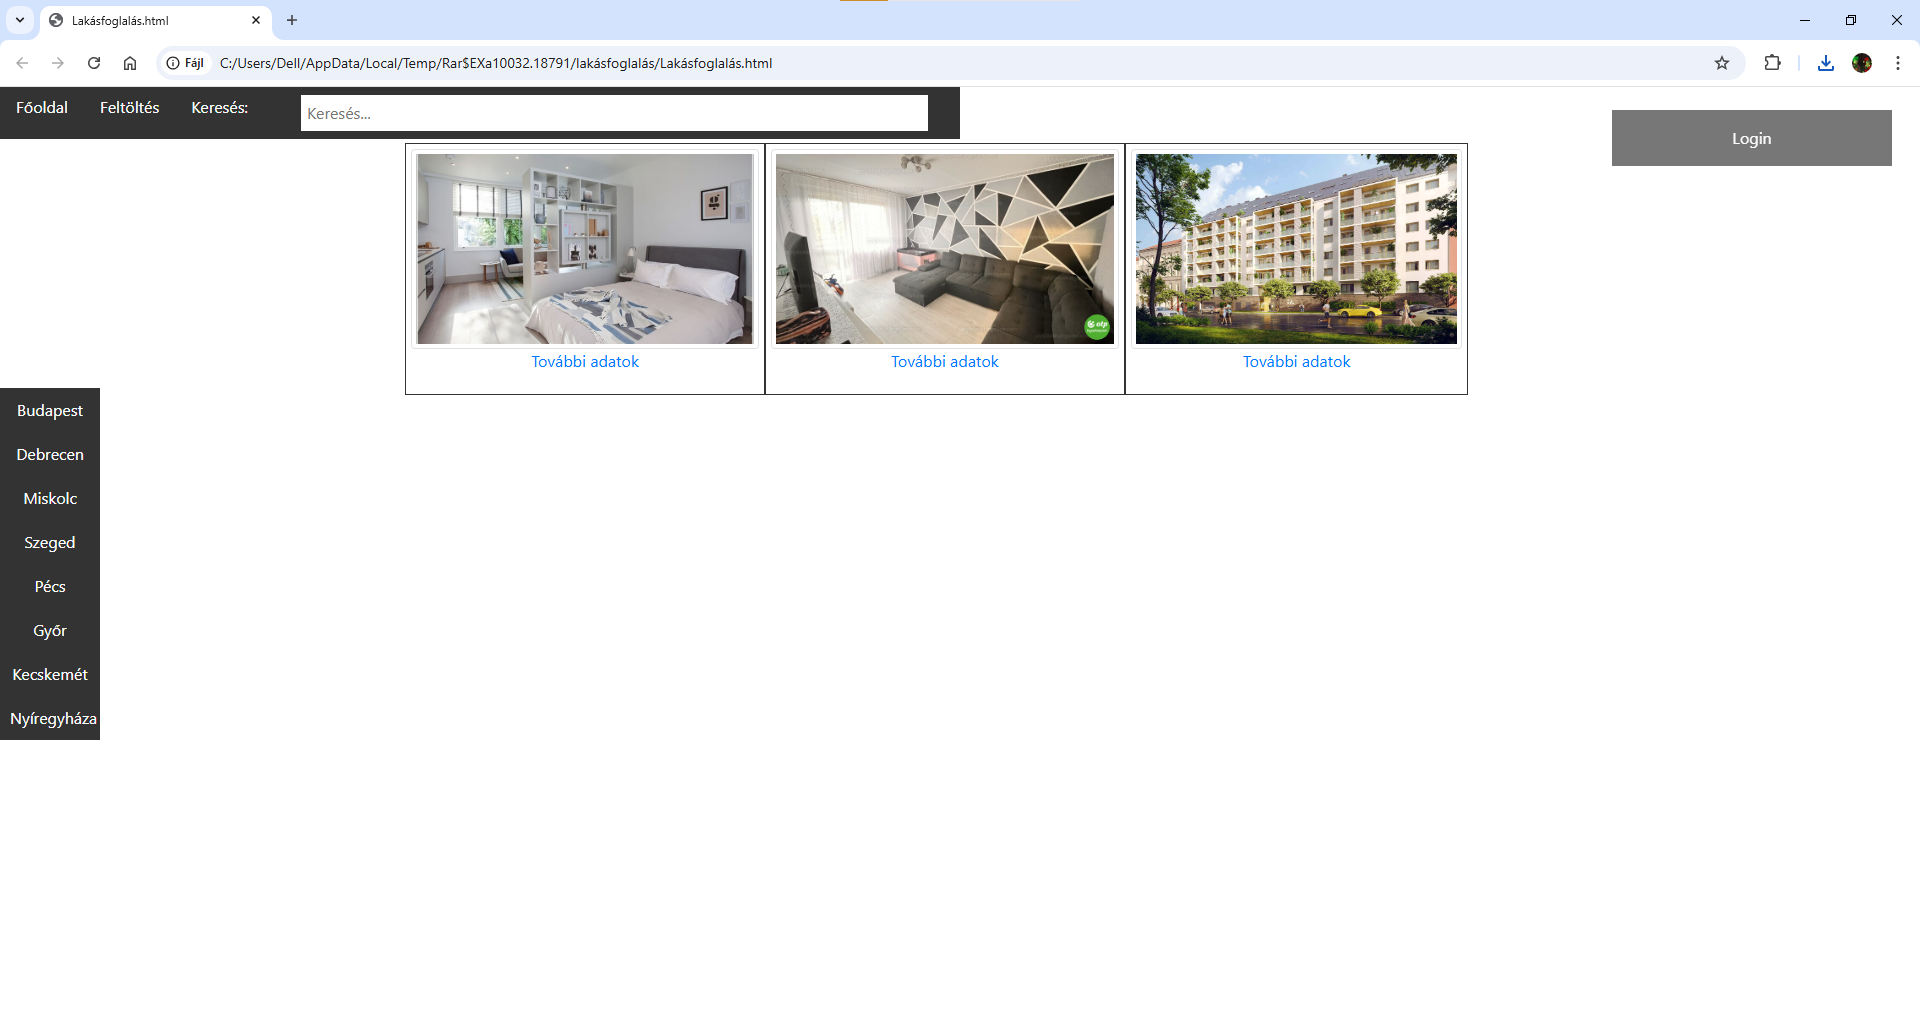 Lakásfoglalás.html
Fájl
C:/Users/Dell/AppData/Local/Temp/Rar$EXa10032.18791/lakásfoglalás/Lakásfoglalás.html
Főoldal Feltöltés Keresés: Keresés...
Login
otp
További adatok További adatok További adatok
Budapest
Debrecen
Miskolc
Szeged
Pécs
Győr
Kecskemét
Nyíregyháza